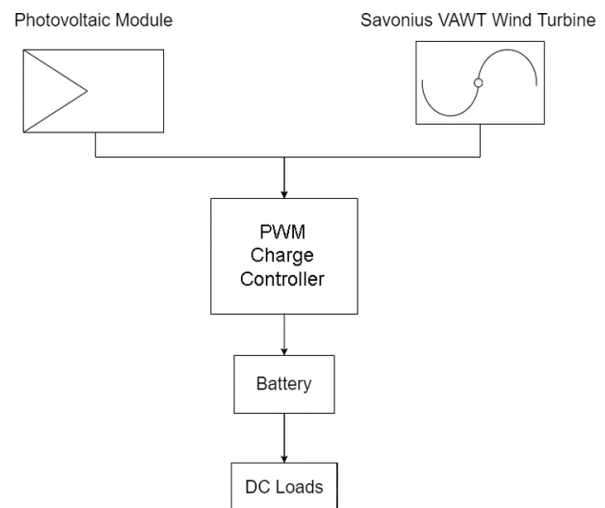 Photovoltaic Module
Savonius VAWT Wind Turbine
PWM
Charge
Controller
Battery
DC Loads